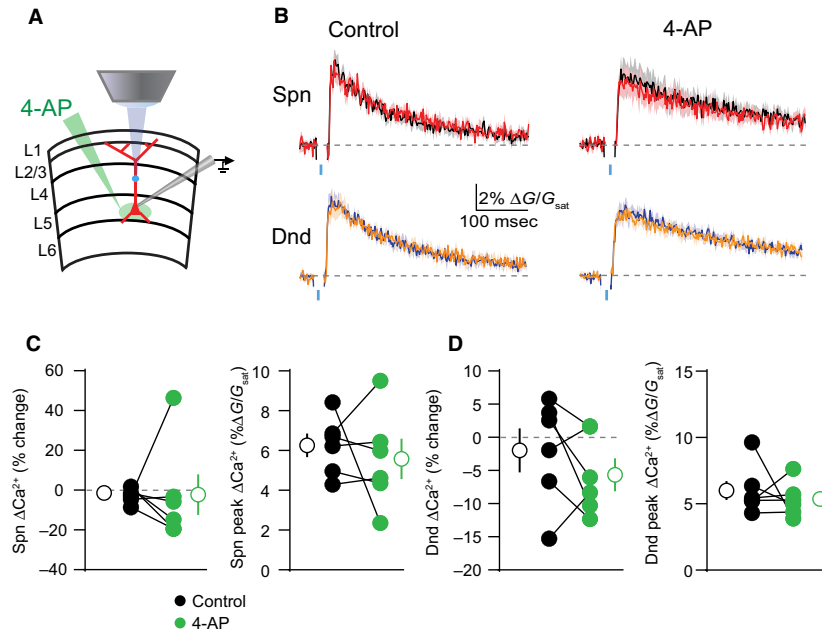 A
4-AP
L1
L2/3
L4
L5
L6
B
Control
4-AP
Spn
2% ΔG/Gsat
100 msec
Dnd
C
Spn ΔCa²⁺ (% change)
60
40
20
0
−20
−40
Spn peak ΔCa²⁺ (%ΔG/Gsat)
10
8
6
4
2
0
D
Dnd ΔCa²⁺ (% change)
10
5
0
−5
−10
−15
−20
Dnd peak ΔCa²⁺ (%ΔG/Gsat)
15
10
5
0
Control
4-AP